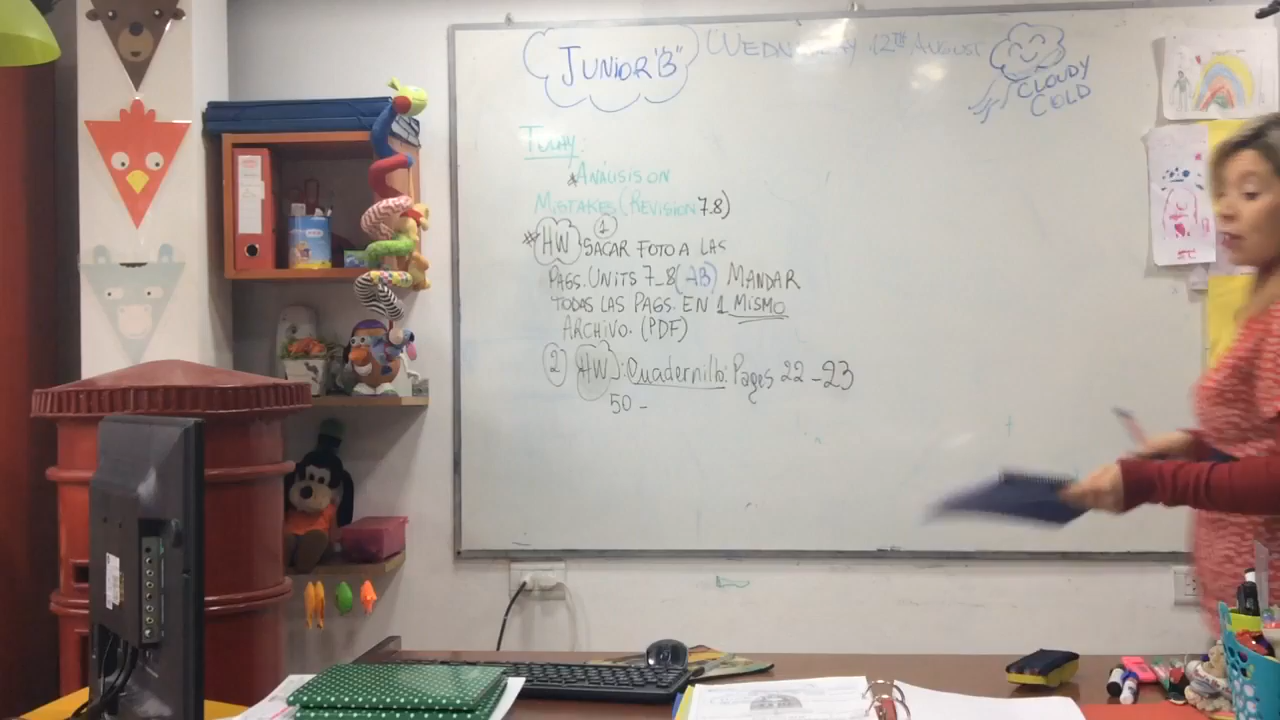 JUNIOR "B" WEDNESDAY 12TH AUGUST
CLOUDY
COLD
TODAY:
*ANÁLISIS ON
MISTAKES (REVISION 7.8)
* HW ① SACAR FOTO A LAS
PAGS. UNITS 7_8 (AB) MANDAR
TODAS LAS PAGS. EN 1 MISMO
ARCHIVO. (PDF)
② HW: Cuadernillo: Pages 22 - 23
50 -